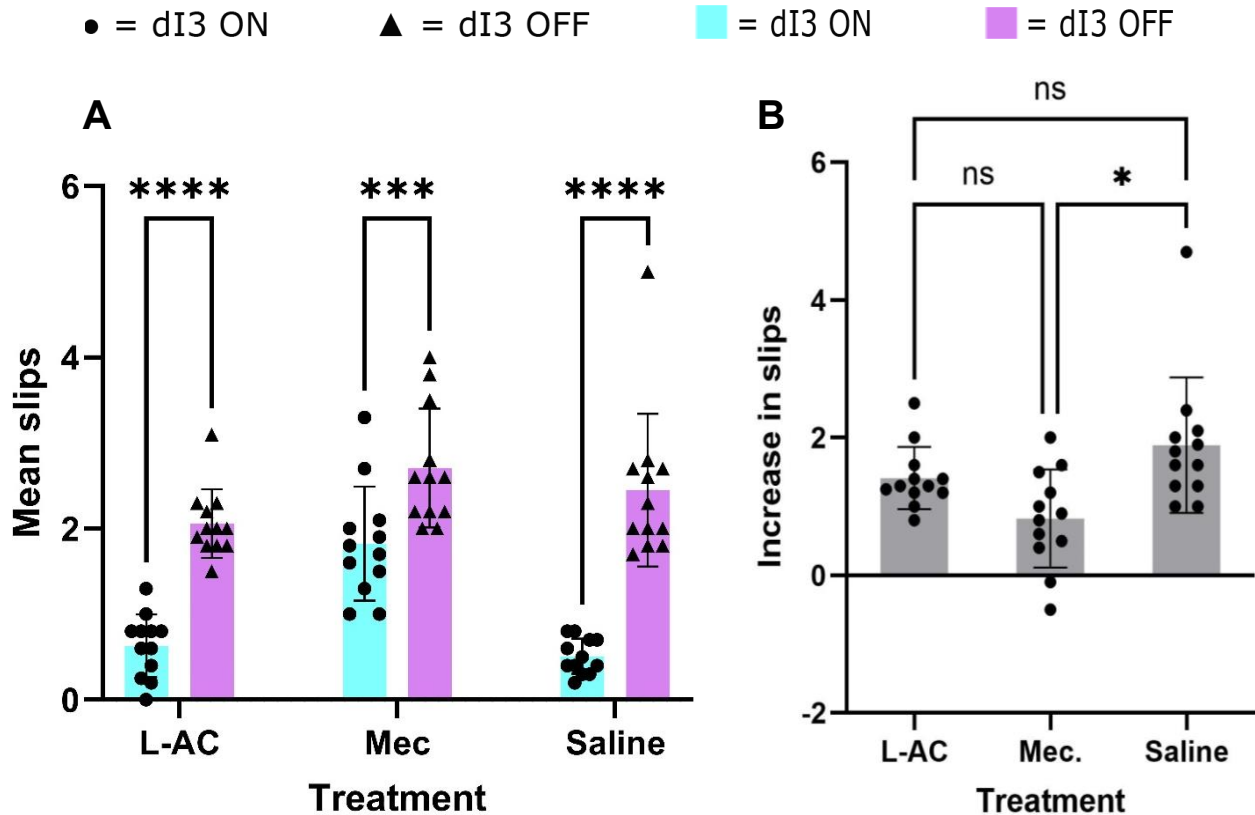 ● = dI3 ON ▲ = dI3 OFF = dI3 ON = dI3 OFF
A
6
4
2
0
Mean slips
****
***
****
L-AC Mec Saline
Treatment
B
6
4
2
0
-2
Increase in slips
ns
ns
*
L-AC Mec. Saline
Treatment